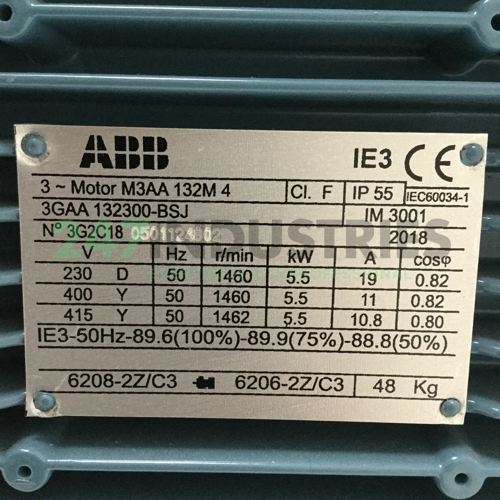 ABB IE3 CE
3 ~ Motor M3AA 132M 4 Cl. F IP 55 IEC60034-1
3GAA 132300-BSJ IM 3001
N° 3G2C18 2018
V Hz r/min kW A cosφ
230 D 50 1460 5.5 19 0.82
400 Y 50 1460 5.5 11 0.82
415 Y 50 1462 5.5 10.8 0.80
IE3-50Hz-89.6(100%)-89.9(75%)-88.8(50%)
6208-2Z/C3 6206-2Z/C3 48 Kg